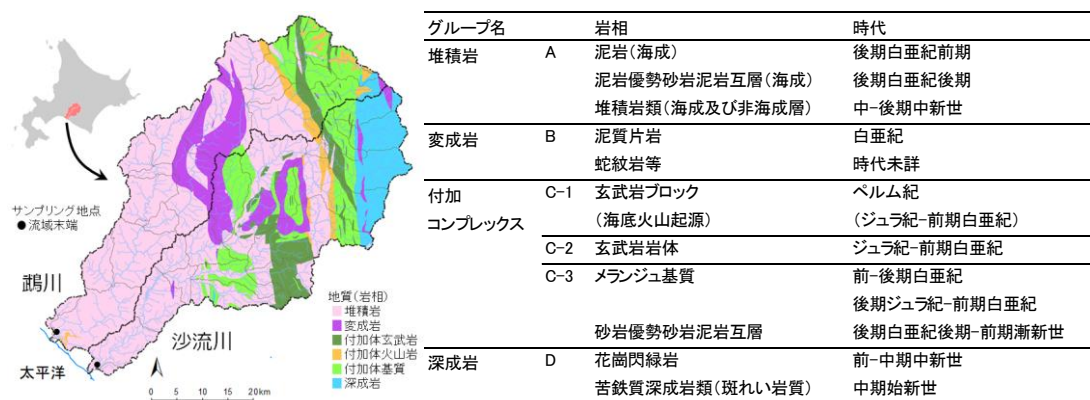 サンプリング地点
●流域末端
鵡川
沙流川
太平洋
0 5 10 15 20km
地質(岩相)
堆積岩
変成岩
付加体玄武岩
付加体火山岩
付加体基質
深成岩
グループ名 岩相 時代
堆積岩 A 泥岩(海成) 後期白亜紀前期
泥岩優勢砂岩泥岩互層(海成) 後期白亜紀後期
堆積岩類(海成及び非海成層) 中-後期中新世
変成岩 B 泥質片岩 白亜紀
蛇紋岩等 時代未詳
付加 C-1 玄武岩ブロック ペルム紀
コンプレックス (海底火山起源) (ジュラ紀-前期白亜紀)
C-2 玄武岩岩体 ジュラ紀-前期白亜紀
C-3 メランジュ基質 前-後期白亜紀
後期ジュラ紀-前期白亜紀
砂岩優勢砂岩泥岩互層 後期白亜紀後期-前期漸新世
深成岩 D 花崗閃緑岩 前-中期中新世
苦鉄質深成岩類(斑れい岩質) 中期始新世